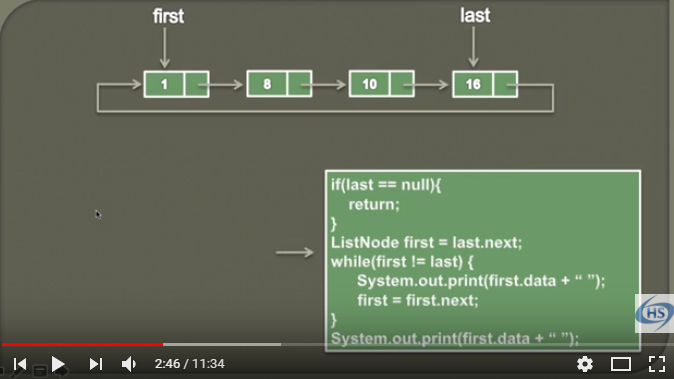 first
last
1
8
10
16
if(last == null){
return;
}
ListNode first = last.next;
while(first != last) {
System.out.print(first.data + “ ”);
first = first.next;
}
System.out.print(first.data + “ ”);
HS
2:46 / 11:34